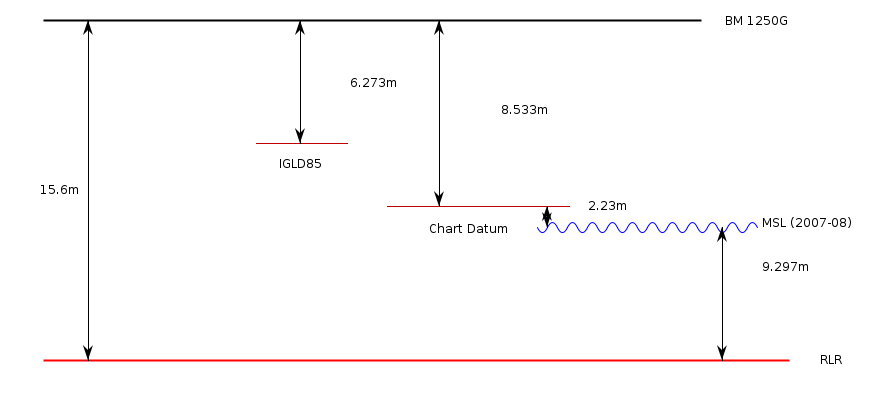 BM 1250G
6.273m
8.533m
IGLD85
15.6m
2.23m
MSL (2007-08)
Chart Datum
9.297m
RLR